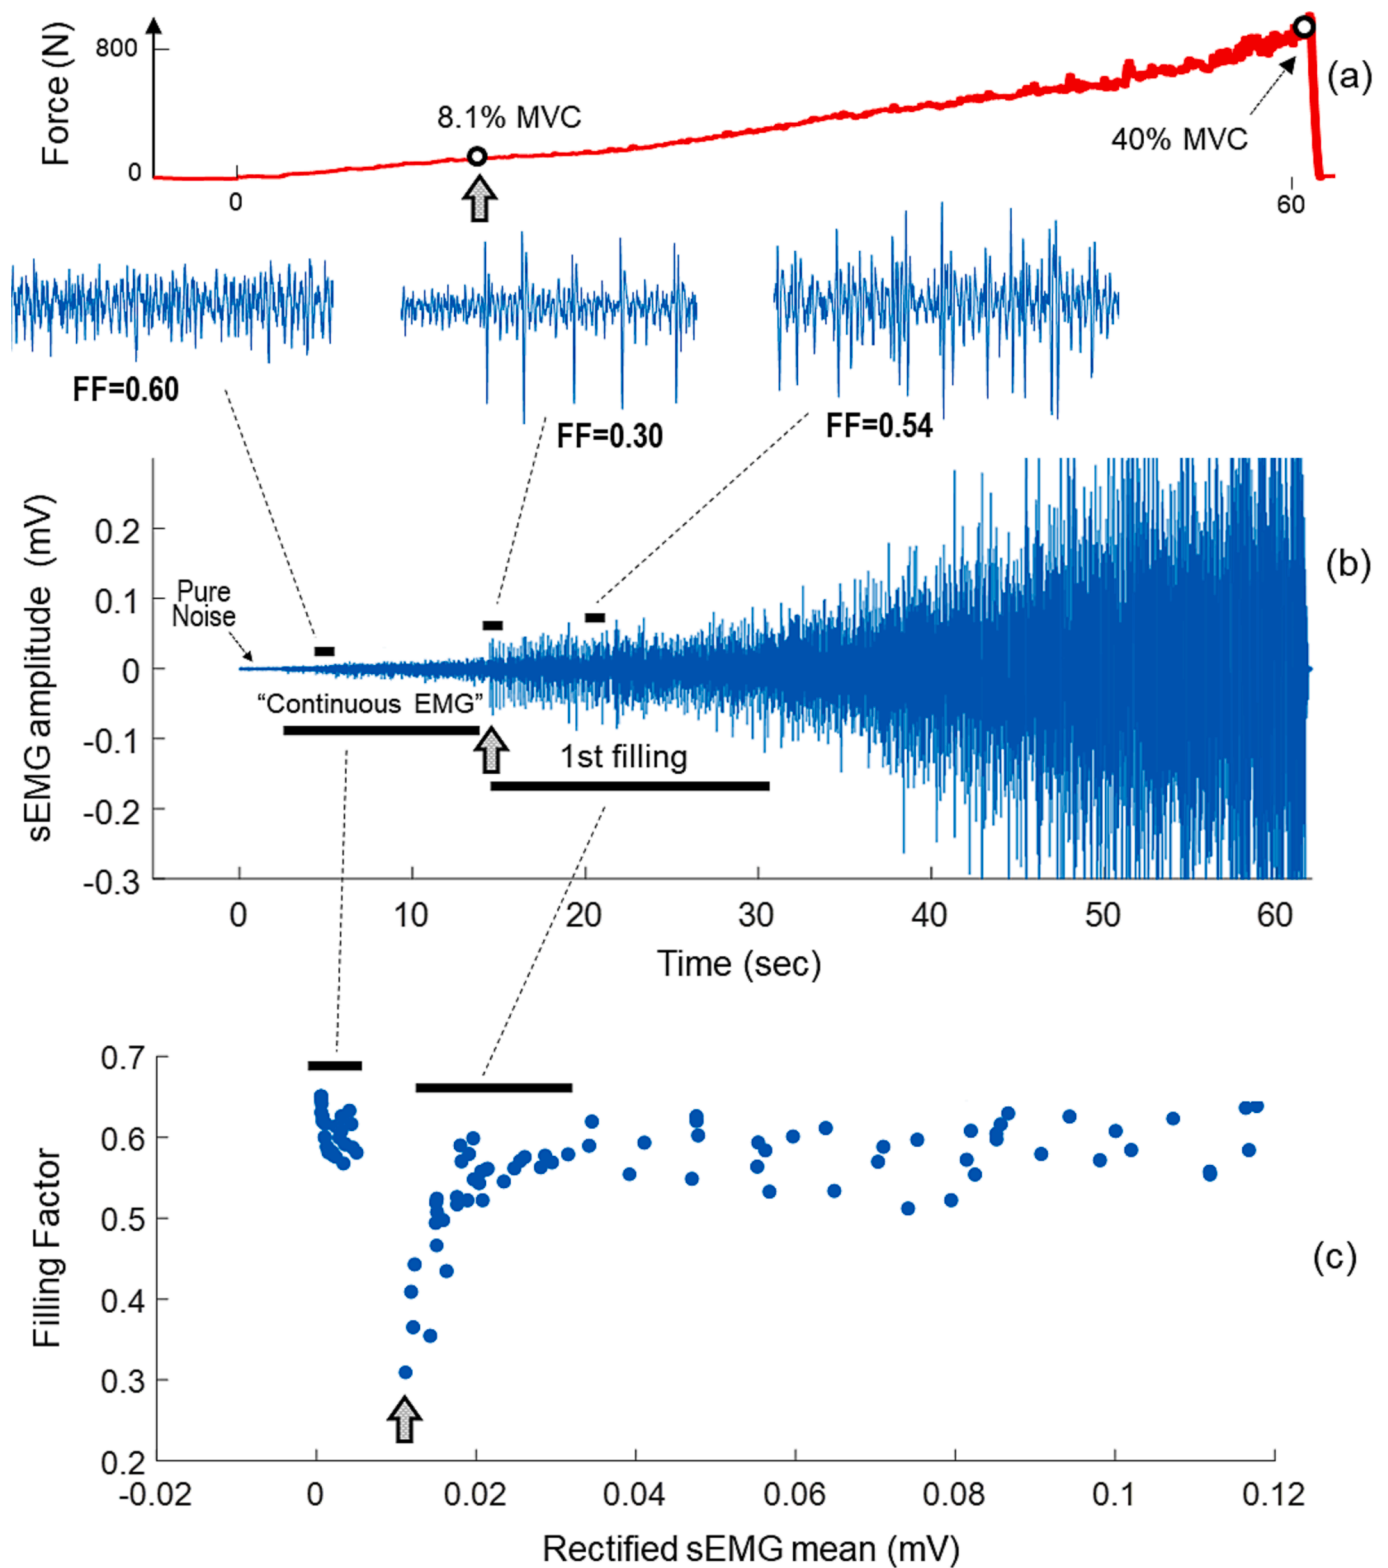 Force (N)
800
0
8.1% MVC
40% MVC
(a)
0
60
FF=0.60
FF=0.30
FF=0.54
sEMG amplitude (mV)
0.2
0.1
0
-0.1
-0.2
-0.3
Pure
Noise
“Continuous EMG”
1st filling
(b)
0
10
20
30
40
50
60
Time (sec)
Filling Factor
0.7
0.6
0.5
0.4
0.3
0.2
(c)
-0.02
0
0.02
0.04
0.06
0.08
0.1
0.12
Rectified sEMG mean (mV)